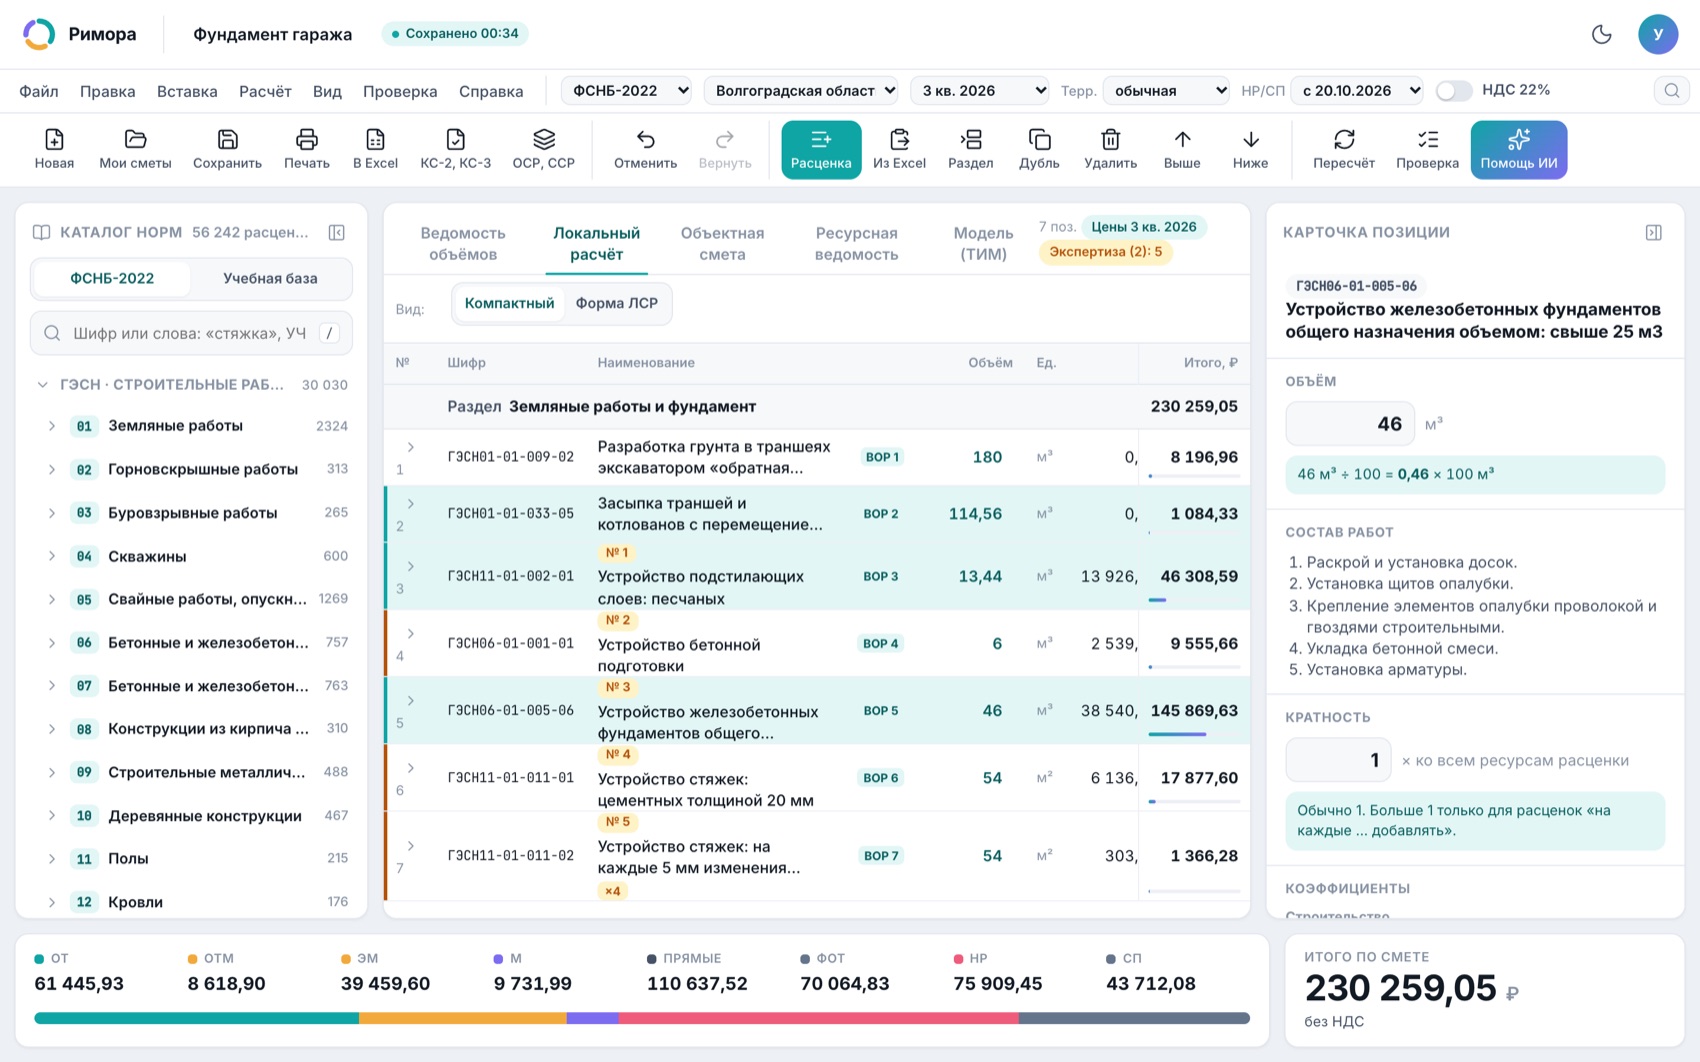 Римора
Фундамент гаража
Сохранено 00:34
У
Файл Правка Вставка Расчёт Вид Проверка Справка
ФСНБ-2022
Волгоградская област
3 кв. 2026
Терр. обычная
НР/СП с 20.10.2026
НДС 22%
Новая Мои сметы Сохранить Печать В Excel КС-2, КС-3 ОСР, ССР Отменить Вернуть Расценка Из Excel Раздел Дубль Удалить Выше Ниже Пересчёт Проверка Помощь ИИ
КАТАЛОГ НОРМ 56 242 расцен...
ФСНБ-2022 Учебная база
Шифр или слова: «стяжка», УЧ /
ГЭСН · СТРОИТЕЛЬНЫЕ РАБ... 30 030
01 Земляные работы 2324
02 Горновскрышные работы 313
03 Буровзрывные работы 265
04 Скважины 600
05 Свайные работы, опускн... 1269
06 Бетонные и железобетон... 757
07 Бетонные и железобетон... 763
08 Конструкции из кирпича ... 310
09 Строительные металлич... 488
10 Деревянные конструкции 467
11 Полы 215
12 Кровли 176
Ведомость объёмов
Локальный расчёт
Объектная смета
Ресурсная ведомость
Модель (ТИМ)
7 поз. Цены 3 кв. 2026
Экспертиза (2): 5
Вид: Компактный Форма ЛСР
№ Шифр Наименование Объём Ед. Итого, ₽
Раздел Земляные работы и фундамент 230 259,05
1 ГЭСН01-01-009-02 Разработка грунта в траншеях экскаватором «обратная... ВОР 1 180 м³ 0, 8 196,96
2 ГЭСН01-01-033-05 Засыпка траншей и котлованов с перемещение... ВОР 2 114,56 м³ 0, 1 084,33
№ 1
3 ГЭСН11-01-002-01 Устройство подстилающих слоев: песчаных ВОР 3 13,44 м³ 13 926, 46 308,59
№ 2
4 ГЭСН06-01-001-01 Устройство бетонной подготовки ВОР 4 6 м³ 2 539, 9 555,66
№ 3
5 ГЭСН06-01-005-06 Устройство железобетонных фундаментов общего... ВОР 5 46 м³ 38 540, 145 869,63
№ 4
6 ГЭСН11-01-011-01 Устройство стяжек: цементных толщиной 20 мм ВОР 6 54 м² 6 136, 17 877,60
№ 5
7 ГЭСН11-01-011-02 Устройство стяжек: на каждые 5 мм изменения... ВОР 7 54 м² 303, 1 366,28
×4
КАРТОЧКА ПОЗИЦИИ
ГЭСН06-01-005-06
Устройство железобетонных фундаментов
общего назначения объемом: свыше 25 м3
ОБЪЁМ
46 м³
46 м³ ÷ 100 = 0,46 × 100 м³
СОСТАВ РАБОТ
1. Раскрой и установка досок.
2. Установка щитов опалубки.
3. Крепление элементов опалубки проволокой и
гвоздями строительными.
4. Укладка бетонной смеси.
5. Установка арматуры.
КРАТНОСТЬ
1 × ко всем ресурсам расценки
Обычно 1. Больше 1 только для расценок «на
каждые ... добавлять».
КОЭФФИЦИЕНТЫ
Строительство
ОТ ОТМ ЭМ М ПРЯМЫЕ ФОТ НР СП
61 445,93 8 618,90 39 459,60 9 731,99 110 637,52 70 064,83 75 909,45 43 712,08
ИТОГО ПО СМЕТЕ
230 259,05 ₽
без НДС